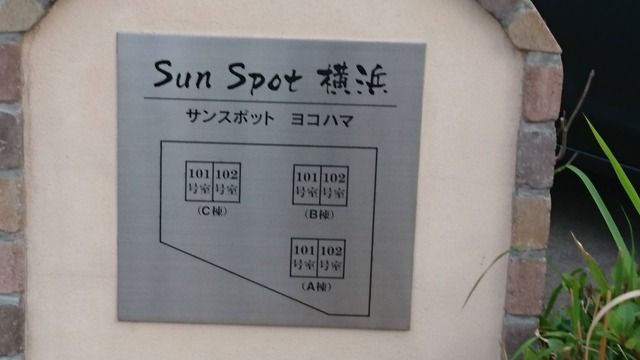 Sun Spot 横浜
サンスポット ヨコハマ
101 102 101 102
号室 号室 号室 号室
(C棟) (B棟)
101 102
号室 号室
(A棟)